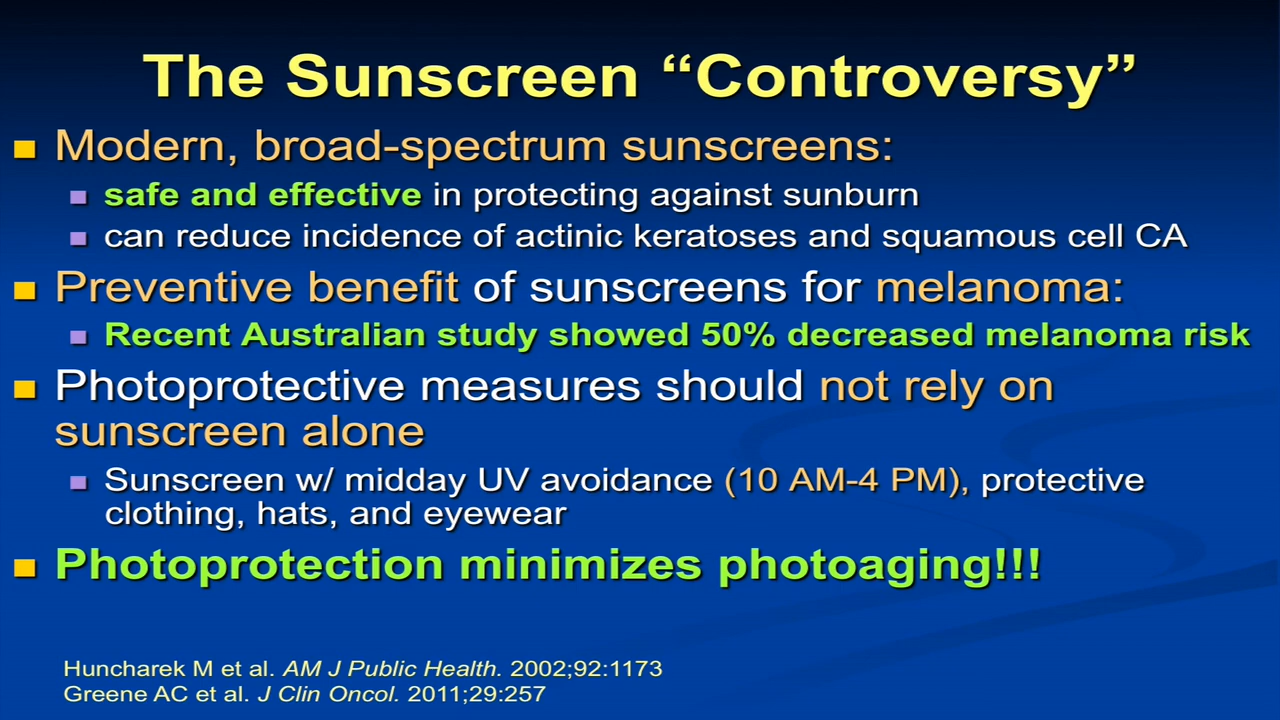 The Sunscreen “Controversy”
Modern, broad-spectrum sunscreens:
safe and effective in protecting against sunburn
can reduce incidence of actinic keratoses and squamous cell CA
Preventive benefit of sunscreens for melanoma:
Recent Australian study showed 50% decreased melanoma risk
Photoprotective measures should not rely on
sunscreen alone
Sunscreen w/ midday UV avoidance (10 AM-4 PM), protective
clothing, hats, and eyewear
Photoprotection minimizes photoaging!!!
Huncharek M et al. AM J Public Health. 2002;92:1173
Greene AC et al. J Clin Oncol. 2011;29:257